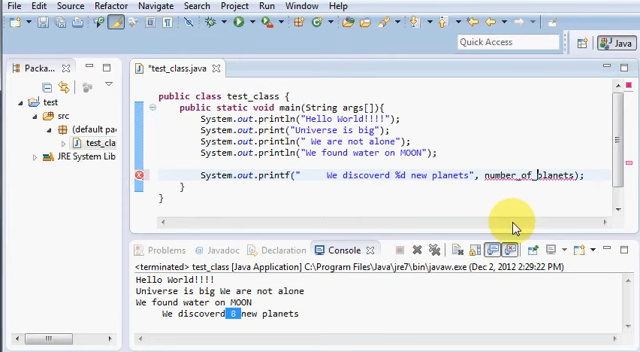 File Edit Source Refactor Navigate Search Project Run Window Help
Quick Access
Java
Packa...
*test_class.java
test
src
(default pa
test_cla
JRE System Lib
public class test_class {
public static void main(String args[]){
System.out.println("Hello World!!!!");
System.out.print("Universe is big");
System.out.println(" We are not alone");
System.out.println("We found water on MOON");
System.out.printf("     We discoverd %d new planets", number_of_planets);
}
}
Problems Javadoc Declaration Console
<terminated> test_class [Java Application] C:\Program Files\Java\jre7\bin\javaw.exe (Dec 2, 2012 2:29:22 PM)
Hello World!!!!
Universe is big We are not alone
We found water on MOON
We discoverd 8 new planets